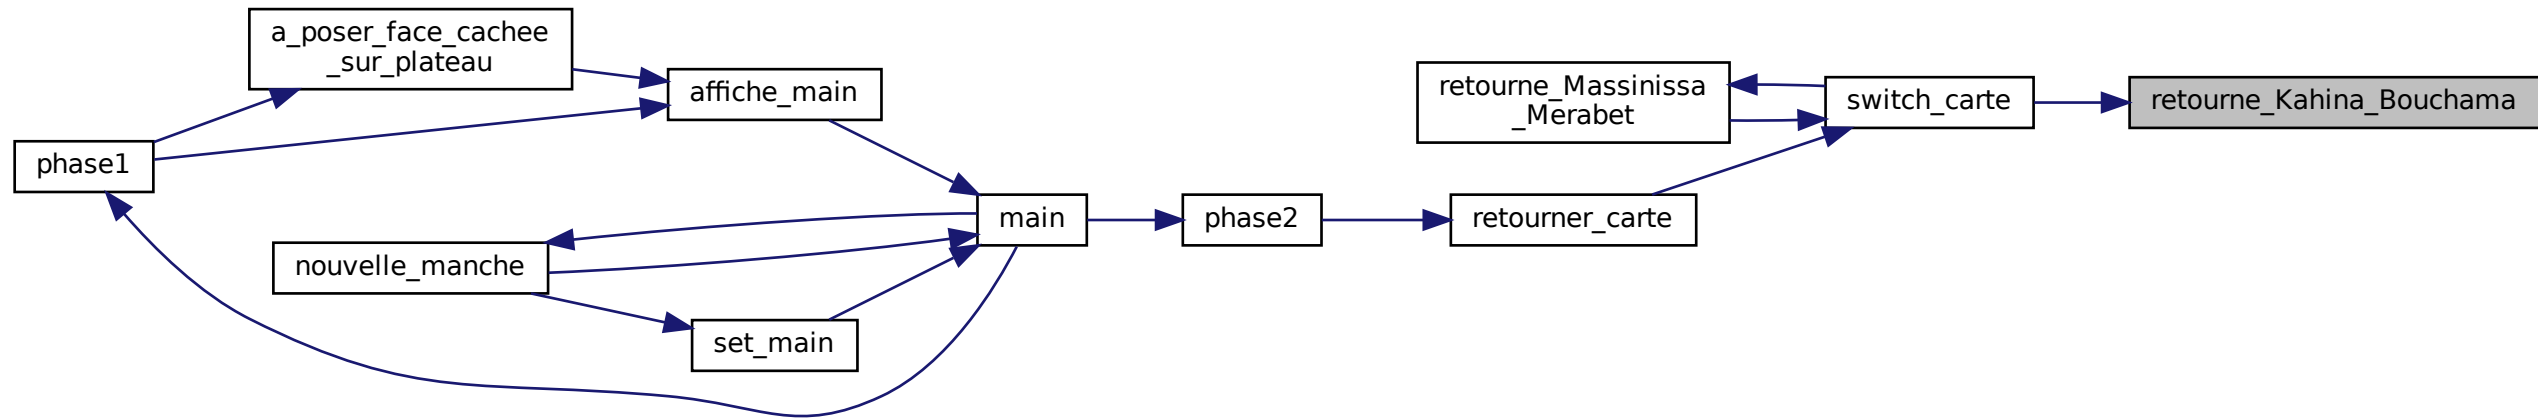 a_poser_face_cachee
_sur_plateau
affiche_main
phase1
nouvelle_manche
set_main
main
phase2
retourne_Massinissa
_Merabet
retourner_carte
switch_carte
retourne_Kahina_Bouchama